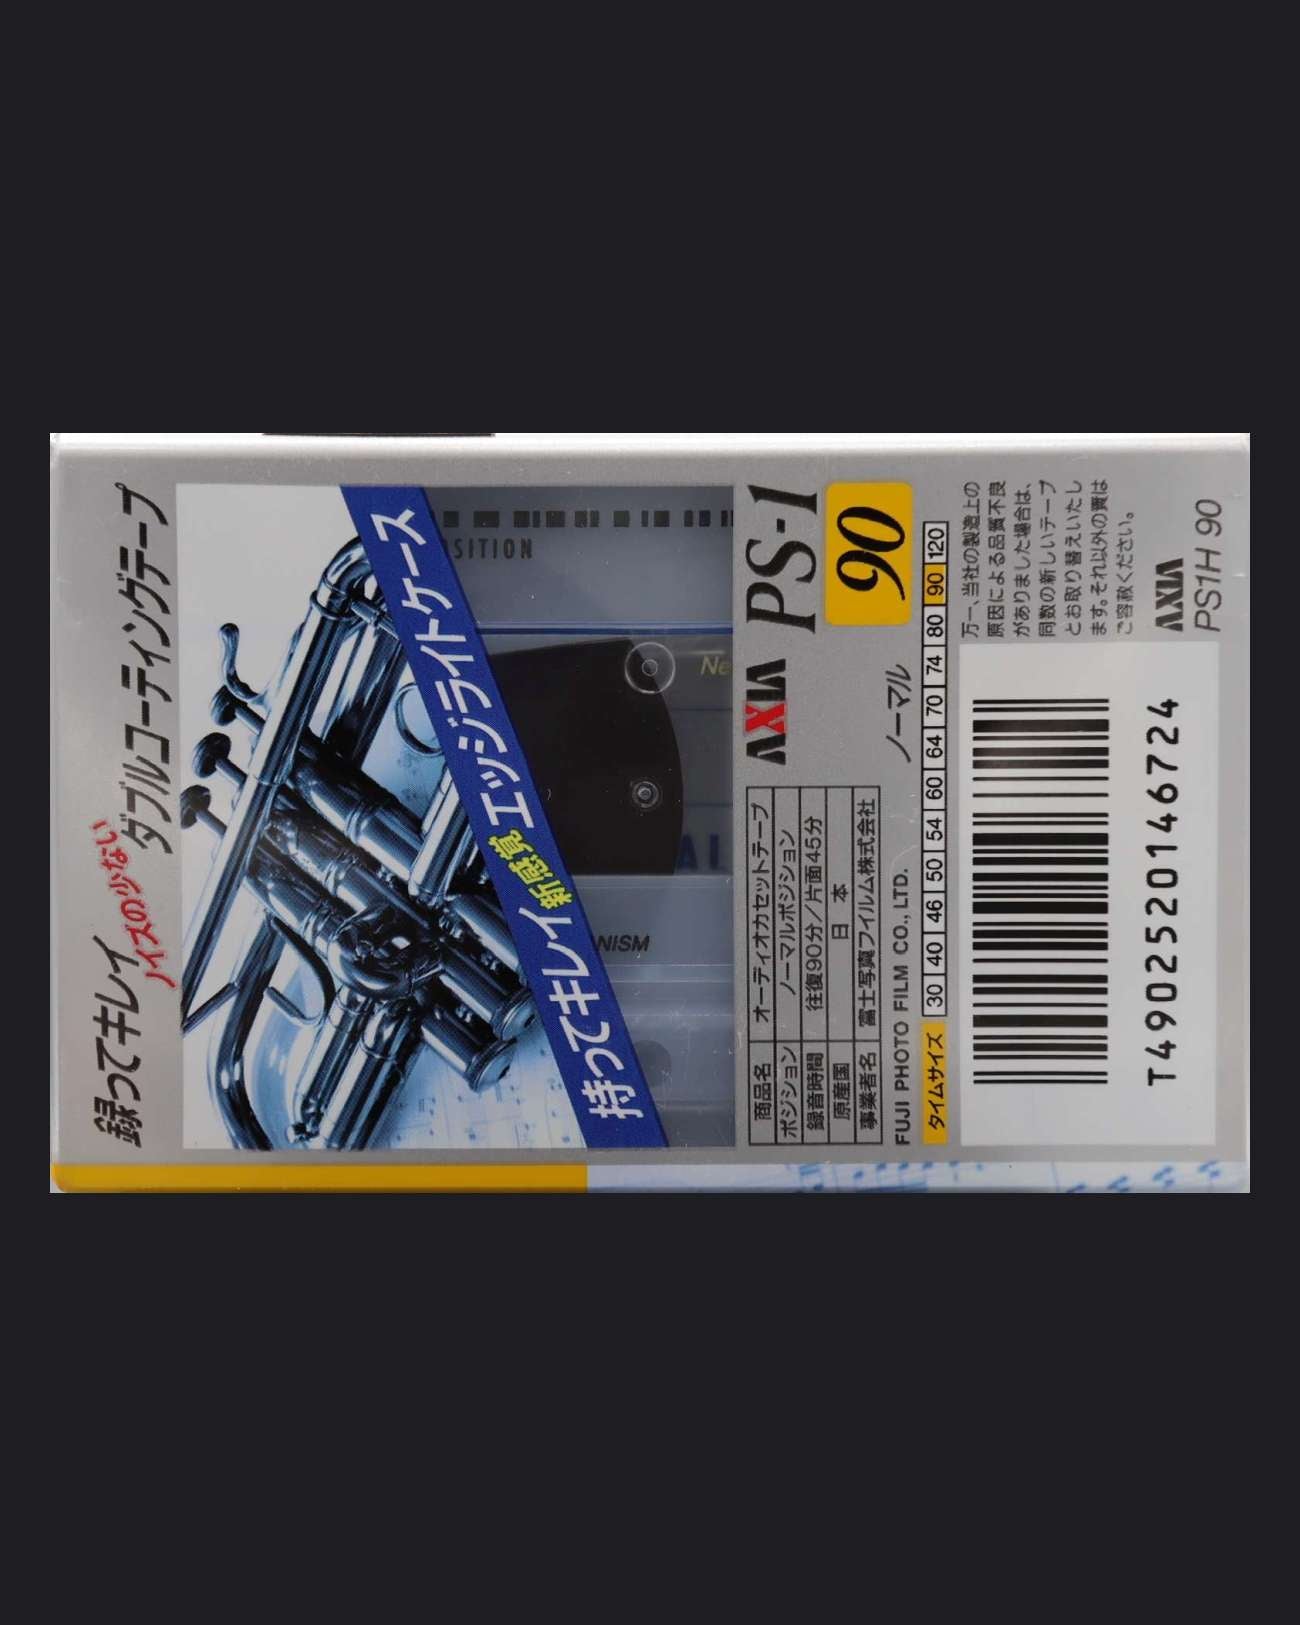 録ってキレイ
ノイズの少ない
ダブルコーティングテープ
持ってキレイ新感覚エッジライトケース
SITION
Ne
AL
NISM
AXIA PS-1
90
ノーマル
商品名 オーディオカセットテープ
ポジション ノーマルポジション
録音時間 往復90分／片面45分
原産国 日本
事業者名 富士写真フイルム株式会社
FUJI PHOTO FILM CO., LTD.
タイムサイズ 30 40 46 50 54 60 64 70 74 80 90 120
万一、当社の製造上の
原因による品質不良
がありました場合は、
同数の新しいテープ
とお取り替えいたし
ます。それ以外の責は
ご容赦ください。
AXIA
PS1H 90
T4902520146724